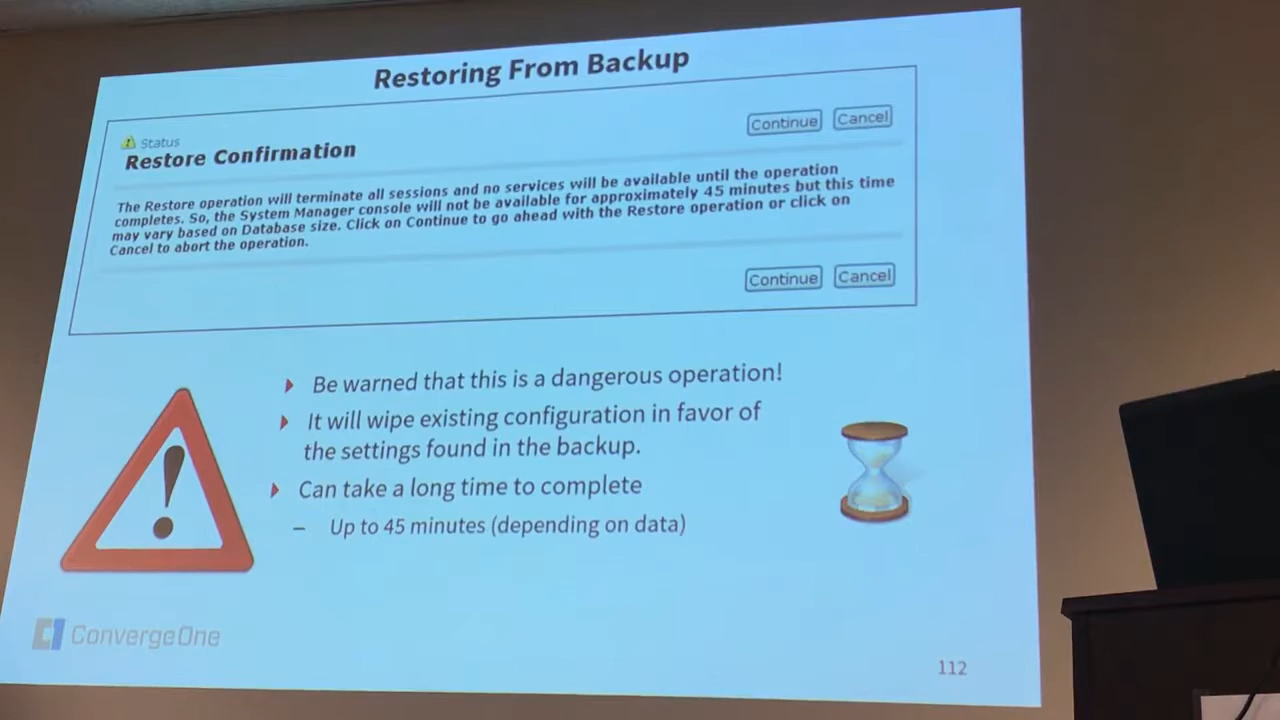 Restoring From Backup
Status
Continue Cancel
Restore Confirmation
The Restore operation will terminate all sessions and no services will be available until the operation
completes. So, the System Manager console will not be available for approximately 45 minutes but this time
may vary based on Database size. Click on Continue to go ahead with the Restore operation or click on
Cancel to abort the operation.
Continue Cancel
Be warned that this is a dangerous operation!
It will wipe existing configuration in favor of
the settings found in the backup.
Can take a long time to complete
– Up to 45 minutes (depending on data)
ConvergeOne
112